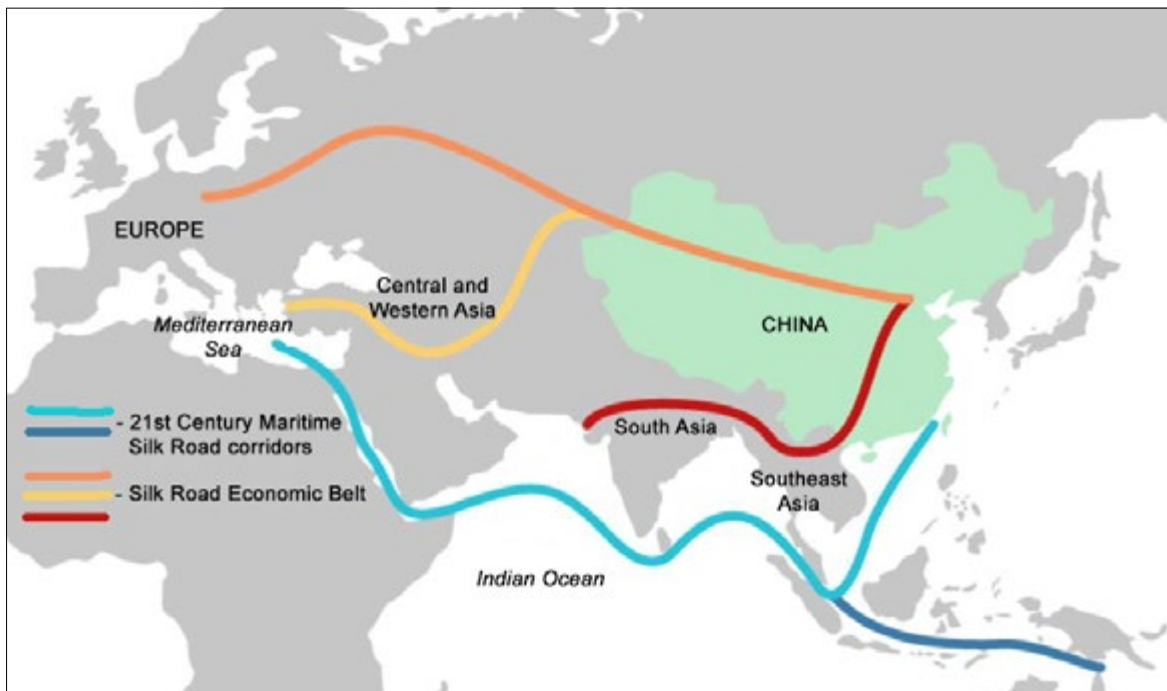 EUROPE
Central and
Western Asia
Mediterranean
Sea
CHINA
- 21st Century Maritime
Silk Road corridors
South Asia
- Silk Road Economic Belt
Southeast
Asia
Indian Ocean